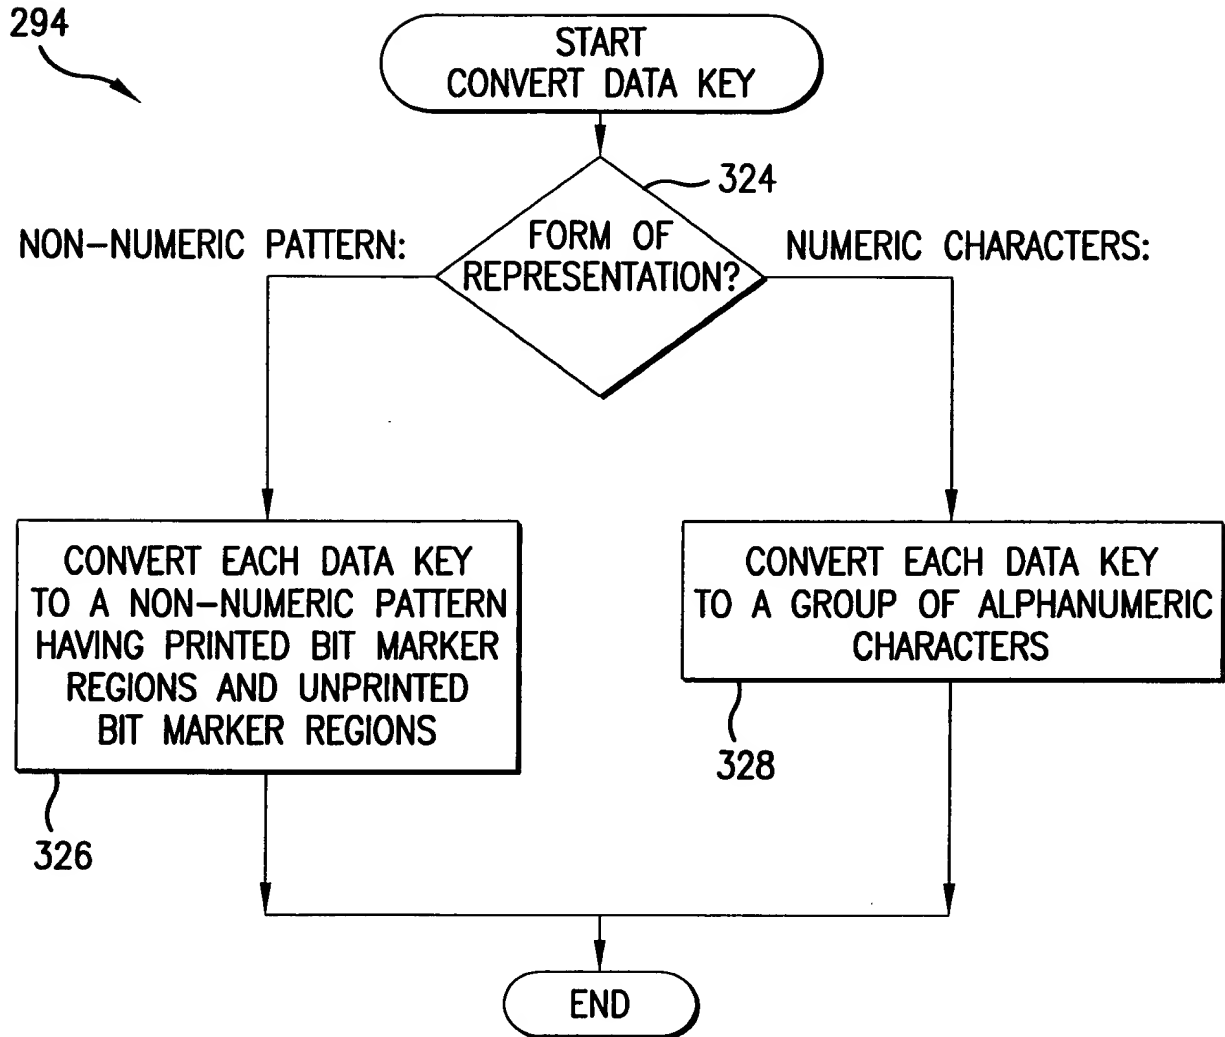 294
START
CONVERT DATA KEY
324
NON-NUMERIC PATTERN:
FORM OF
REPRESENTATION?
NUMERIC CHARACTERS:
CONVERT EACH DATA KEY
TO A NON-NUMERIC PATTERN
HAVING PRINTED BIT MARKER
REGIONS AND UNPRINTED
BIT MARKER REGIONS
326
CONVERT EACH DATA KEY
TO A GROUP OF ALPHANUMERIC
CHARACTERS
328
END